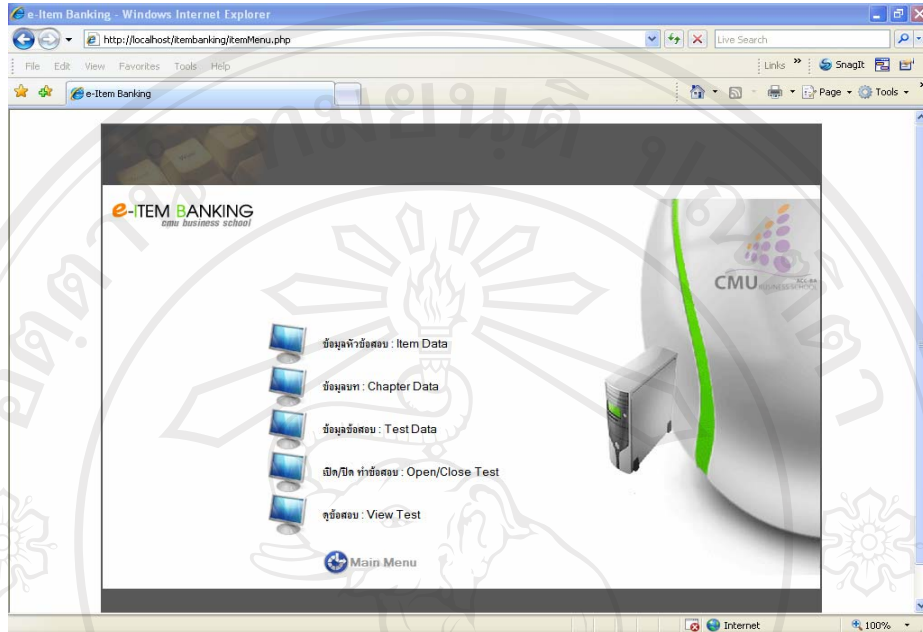 e-Item Banking - Windows Internet Explorer
http://localhost/itembanking/itemMenu.php
Live Search
File Edit View Favorites Tools Help
Links » SnagIt
e-Item Banking
Page Tools
e-ITEM BANKING
cmu business school
CMU
BUSINESS SCHOOL
ACC-BA
ข้อมูลหัวข้อสอบ : Item Data
ข้อมูลบท : Chapter Data
ข้อมูลข้อสอบ : Test Data
เปิด/ปิด ทำข้อสอบ : Open/Close Test
ดูข้อสอบ : View Test
Main Menu
Internet
100%